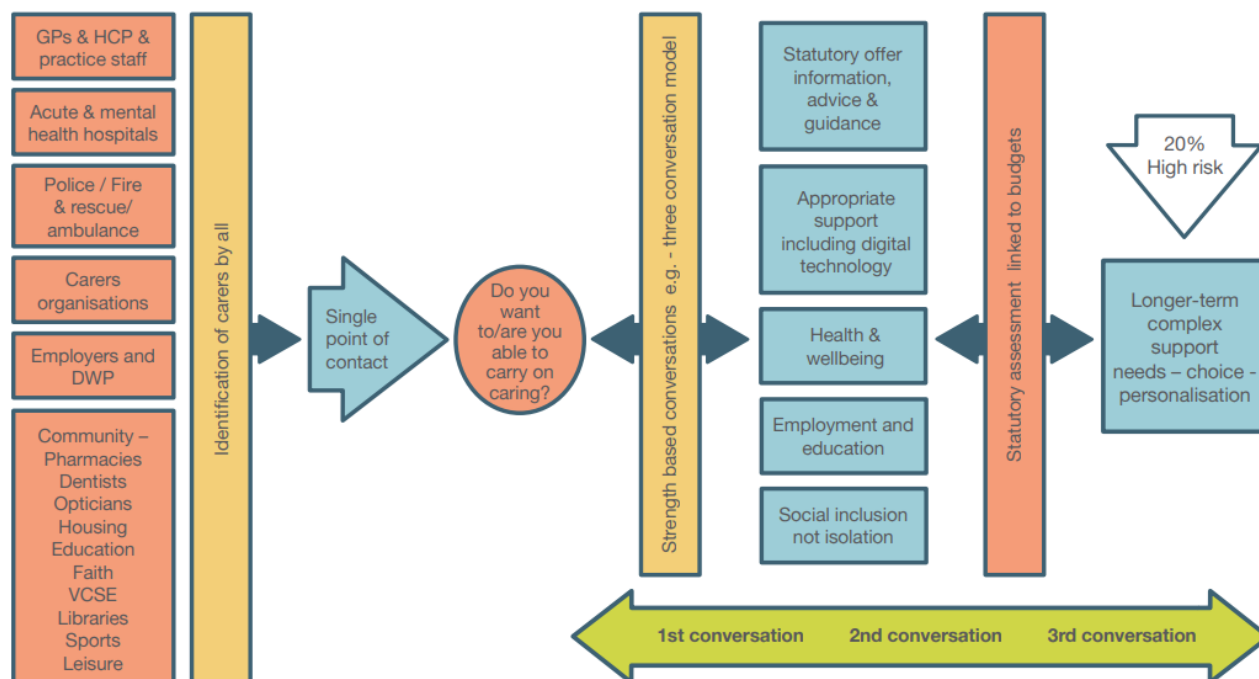 GPs & HCP &
practice staff
Acute & mental
health hospitals
Police / Fire
& rescue/
ambulance
Carers
organisations
Employers and
DWP
Community –
Pharmacies
Dentists
Opticians
Housing
Education
Faith
VCSE
Libraries
Sports
Leisure
Identification of carers by all
Single
point of
contact
Do you
want
to/are you
able to
carry on
caring?
Strength based conversations e.g. - three conversation model
Statutory offer
information,
advice &
guidance
Appropriate
support
including digital
technology
Health &
wellbeing
Employment and
education
Social inclusion
not isolation
Statutory assessment linked to budgets
20%
High risk
Longer-term
complex
support
needs – choice -
personalisation
1st conversation 2nd conversation 3rd conversation